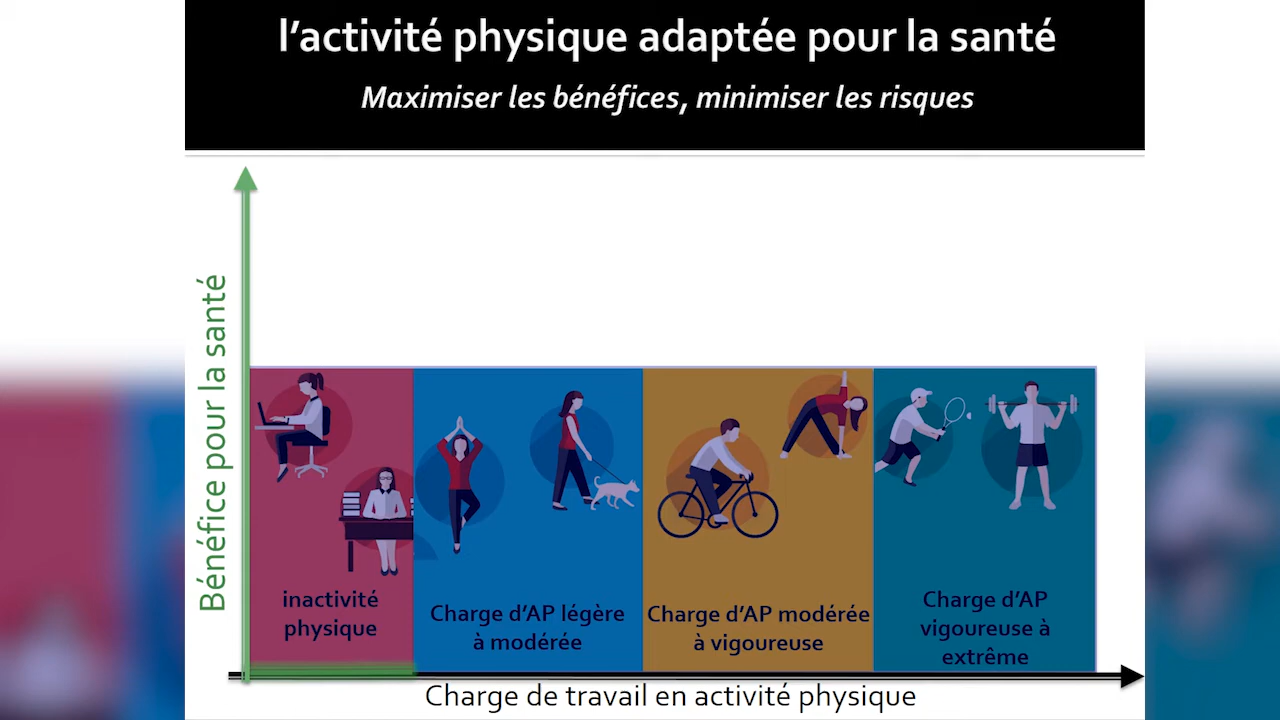 l’activité physique adaptée pour la santé
Maximiser les bénéfices, minimiser les risques
Bénéfice pour la santé
inactivité
physique
Charge d’AP légère
à modérée
Charge d’AP modérée
à vigoureuse
Charge d’AP
vigoureuse à
extrême
Charge de travail en activité physique